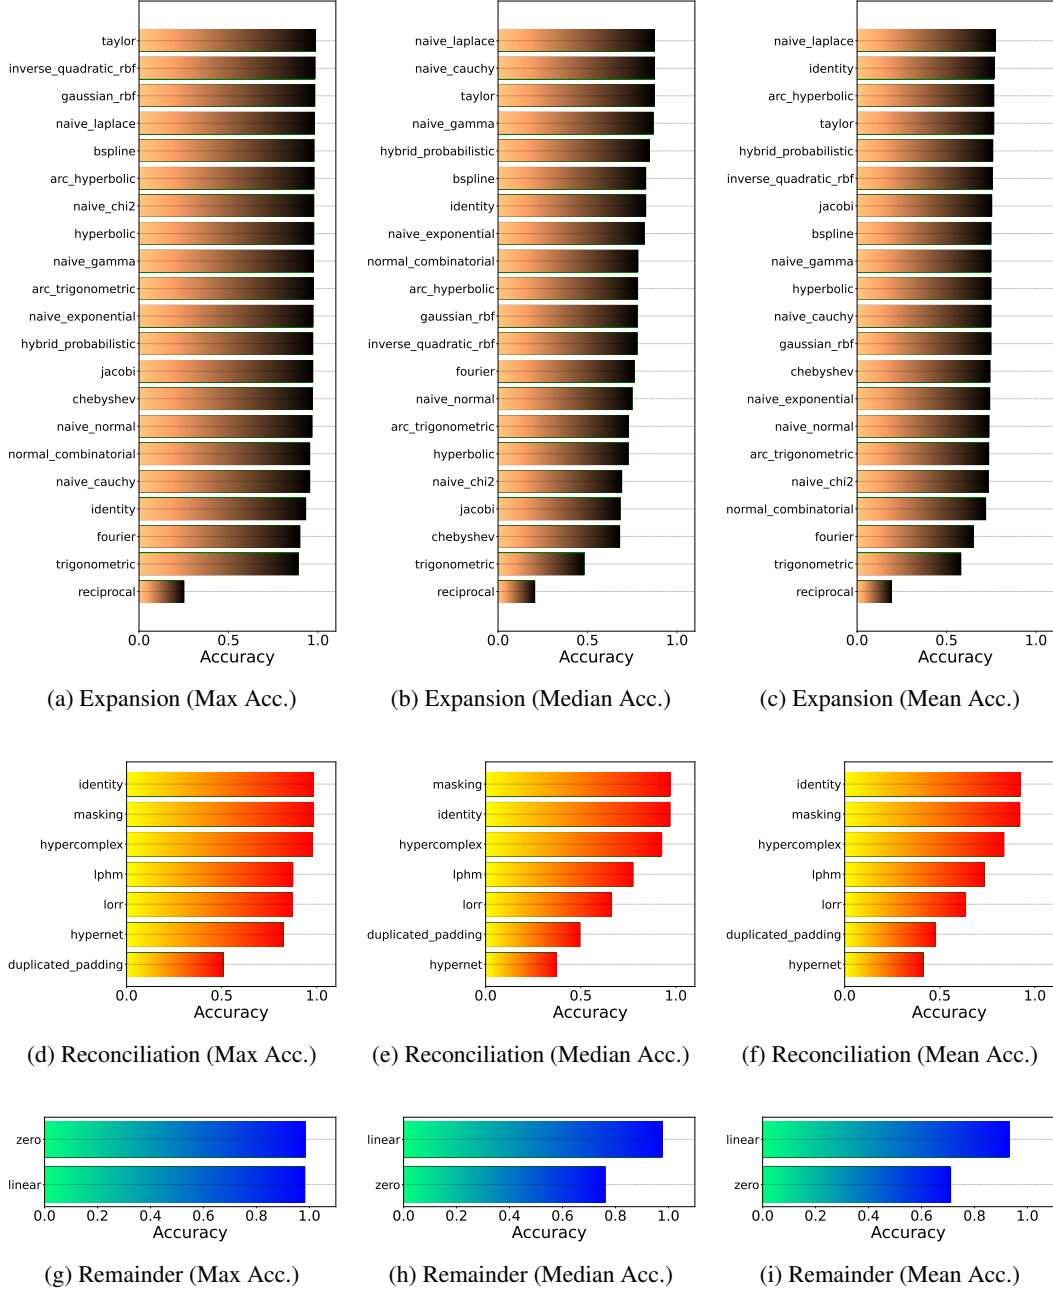 taylor
inverse_quadratic_rbf
gaussian_rbf
naive_laplace
bspline
arc_hyperbolic
naive_chi2
hyperbolic
naive_gamma
arc_trigonometric
naive_exponential
hybrid_probabilistic
jacobi
chebyshev
naive_normal
normal_combinatorial
naive_cauchy
identity
fourier
trigonometric
reciprocal
0.0 0.5 1.0
Accuracy
(a) Expansion (Max Acc.)
naive_laplace
naive_cauchy
taylor
naive_gamma
hybrid_probabilistic
bspline
identity
naive_exponential
normal_combinatorial
arc_hyperbolic
gaussian_rbf
inverse_quadratic_rbf
fourier
naive_normal
arc_trigonometric
hyperbolic
naive_chi2
jacobi
chebyshev
trigonometric
reciprocal
0.0 0.5 1.0
Accuracy
(b) Expansion (Median Acc.)
naive_laplace
identity
arc_hyperbolic
taylor
hybrid_probabilistic
inverse_quadratic_rbf
jacobi
bspline
naive_gamma
hyperbolic
naive_cauchy
gaussian_rbf
chebyshev
naive_exponential
naive_normal
arc_trigonometric
naive_chi2
normal_combinatorial
fourier
trigonometric
reciprocal
0.0 0.5 1.0
Accuracy
(c) Expansion (Mean Acc.)
identity
masking
hypercomplex
lphm
lorr
hypernet
duplicated_padding
0.0 0.5 1.0
Accuracy
(d) Reconciliation (Max Acc.)
masking
identity
hypercomplex
lphm
lorr
duplicated_padding
hypernet
0.0 0.5 1.0
Accuracy
(e) Reconciliation (Median Acc.)
identity
masking
hypercomplex
lphm
lorr
duplicated_padding
hypernet
0.0 0.5 1.0
Accuracy
(f) Reconciliation (Mean Acc.)
zero
linear
0.0 0.2 0.4 0.6 0.8 1.0
Accuracy
(g) Remainder (Max Acc.)
linear
zero
0.0 0.2 0.4 0.6 0.8 1.0
Accuracy
(h) Remainder (Median Acc.)
linear
zero
0.0 0.2 0.4 0.6 0.8 1.0
Accuracy
(i) Remainder (Mean Acc.)